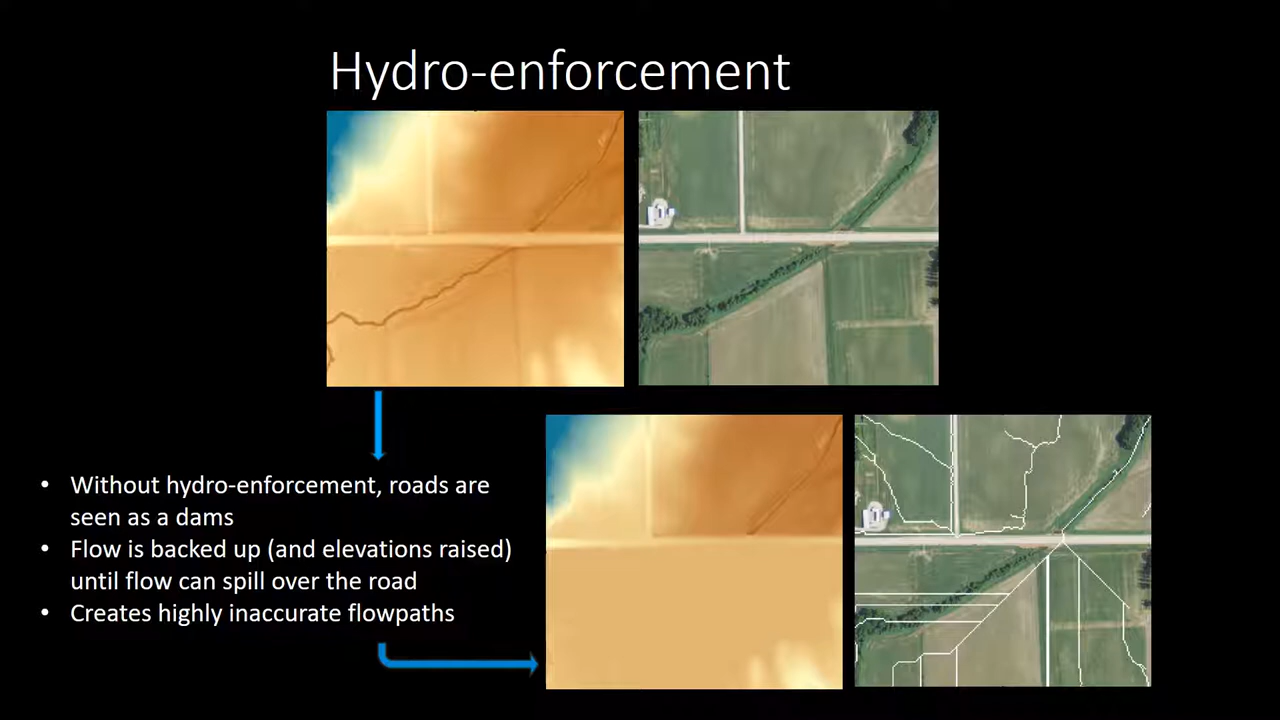 Hydro-enforcement
• Without hydro-enforcement, roads are
seen as a dams
• Flow is backed up (and elevations raised)
until flow can spill over the road
• Creates highly inaccurate flowpaths